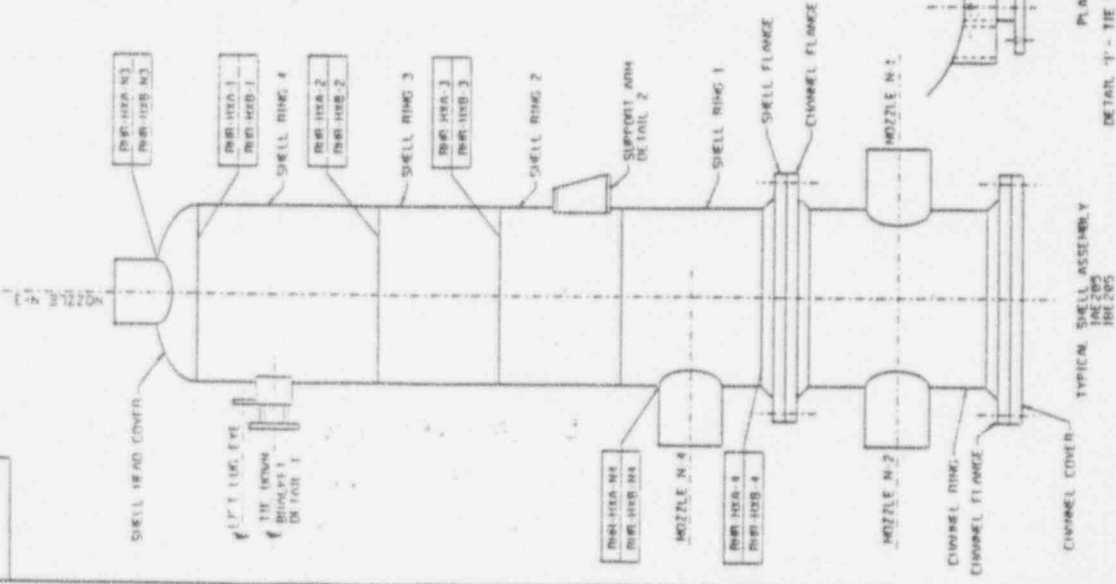 NOZZLE N-3
RHR-HXA-N3
RHR-HXB-N3
SHELL HEAD COVER
RHR-HXA-1
RHR-HXB-1
SHELL RING 4
RHR-HXA-2
RHR-HXB-2
SHELL RING 3
RHR-HXA-3
RHR-HXB-3
SHELL RING 2
LIFT LUG EYE
TIE DOWN
BRACKET
DETAIL 1
SUPPORT ARM
DETAIL 2
SHELL RING 1
RHR-HXA-N4
RHR-HXB-N4
NOZZLE N-4
RHR-HXA-4
RHR-HXB-4
SHELL FLANGE
CHANNEL FLANGE
NOZZLE N-1
NOZZLE N-2
CHANNEL RING
CHANNEL FLANGE
CHANNEL COVER
TYPICAL SHELL ASSEMBLY
1AE205
1BE205
PLA
DETAIL '1' - TIE